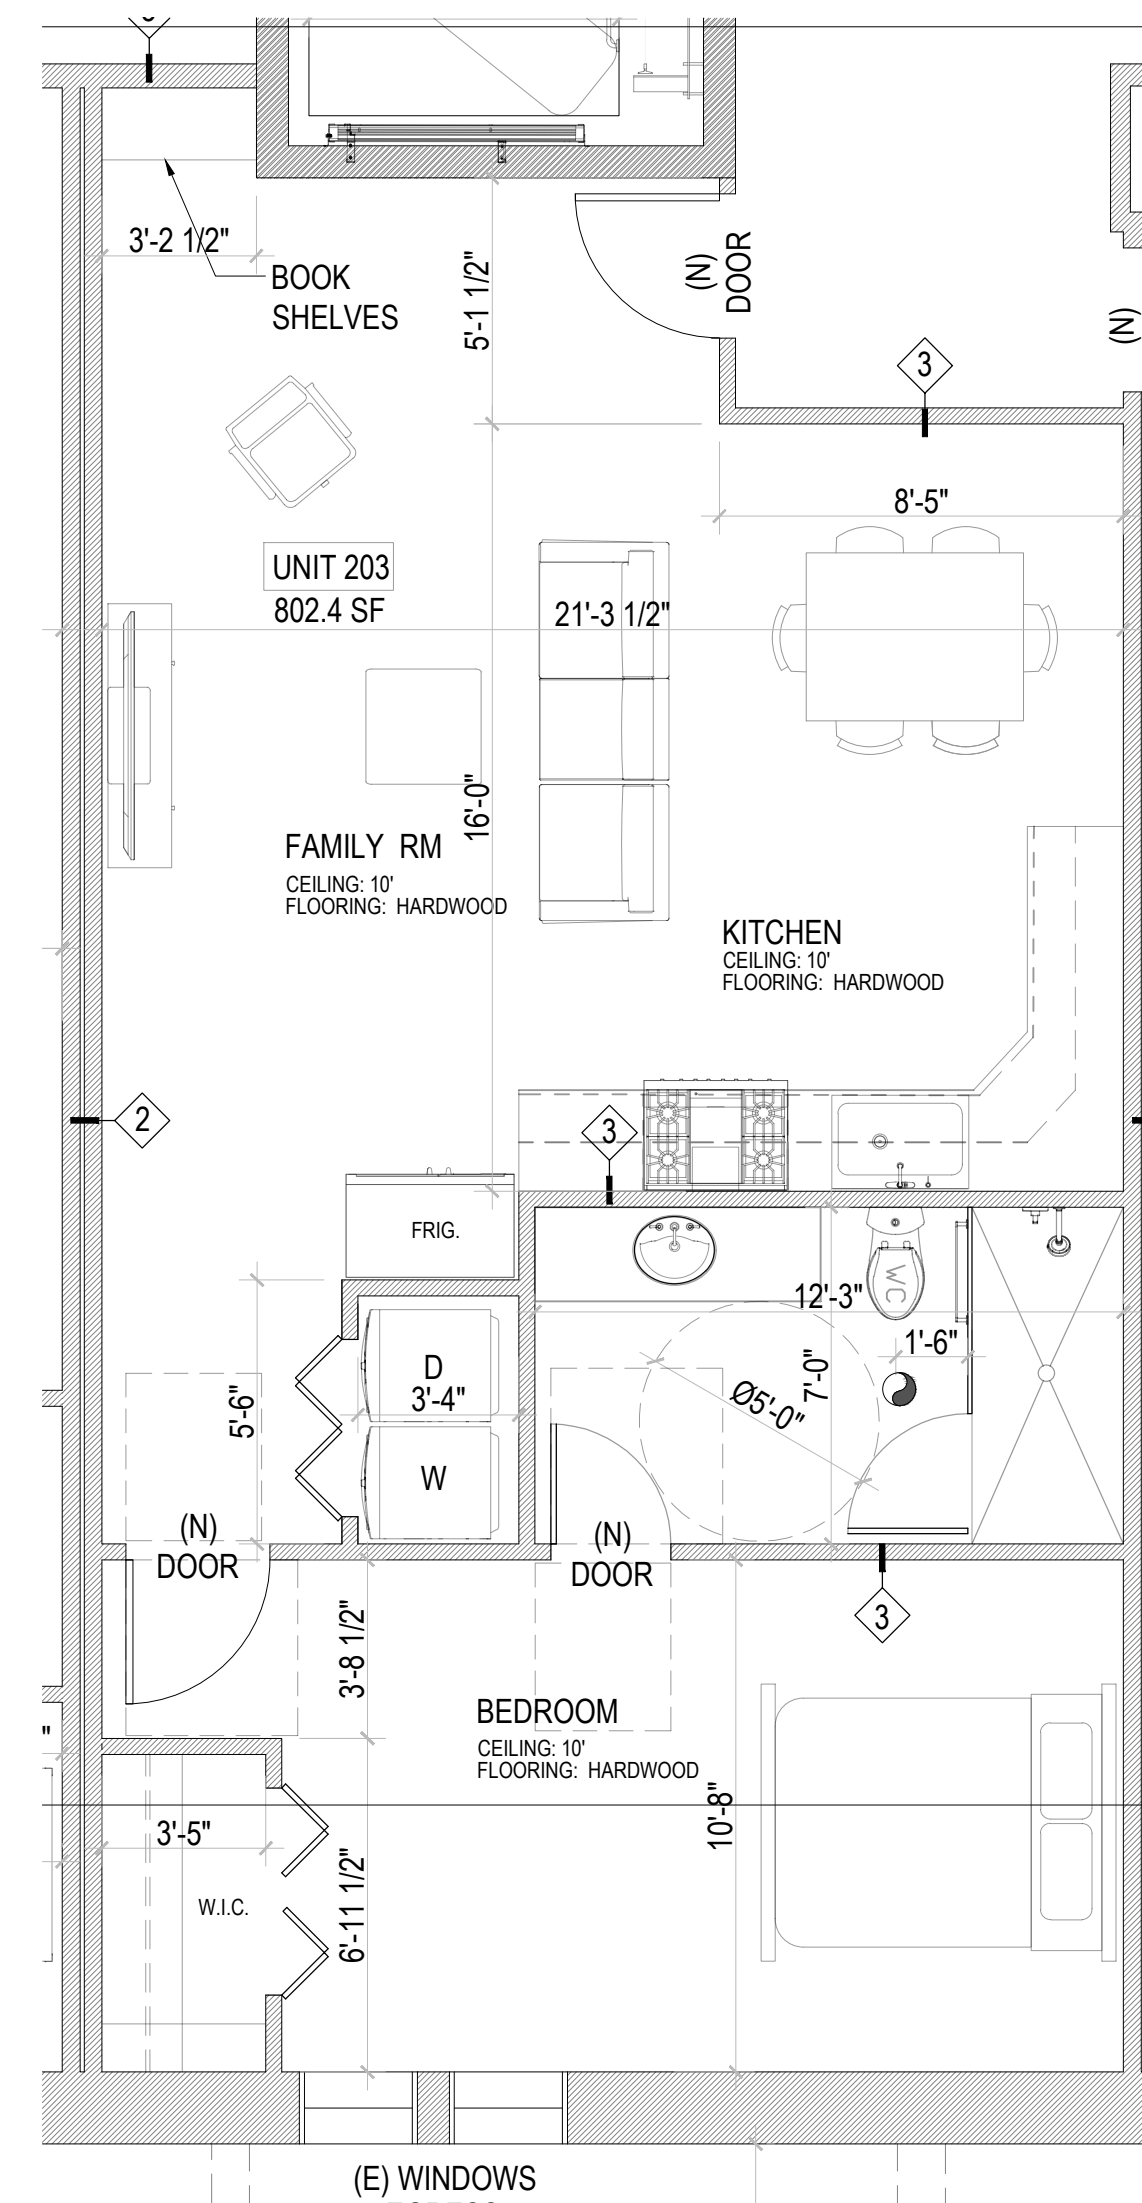 3'-2 1/2"
BOOK
SHELVES
5'-1 1/2"
(N)
DOOR
(N)
3
8'-5"
UNIT 203
802.4 SF
21'-3 1/2"
16'-0"
FAMILY RM
CEILING: 10'
FLOORING: HARDWOOD
KITCHEN
CEILING: 10'
FLOORING: HARDWOOD
2
3
FRIG.
WC
12'-3"
1'-6"
7'-0"
Ø5'-0"
D
3'-4"
W
5'-6"
(N)
DOOR
(N)
DOOR
3
3'-8 1/2"
BEDROOM
CEILING: 10'
FLOORING: HARDWOOD
10'-8"
"
3'-5"
W.I.C.
6'-11 1/2"
(E) WINDOWS